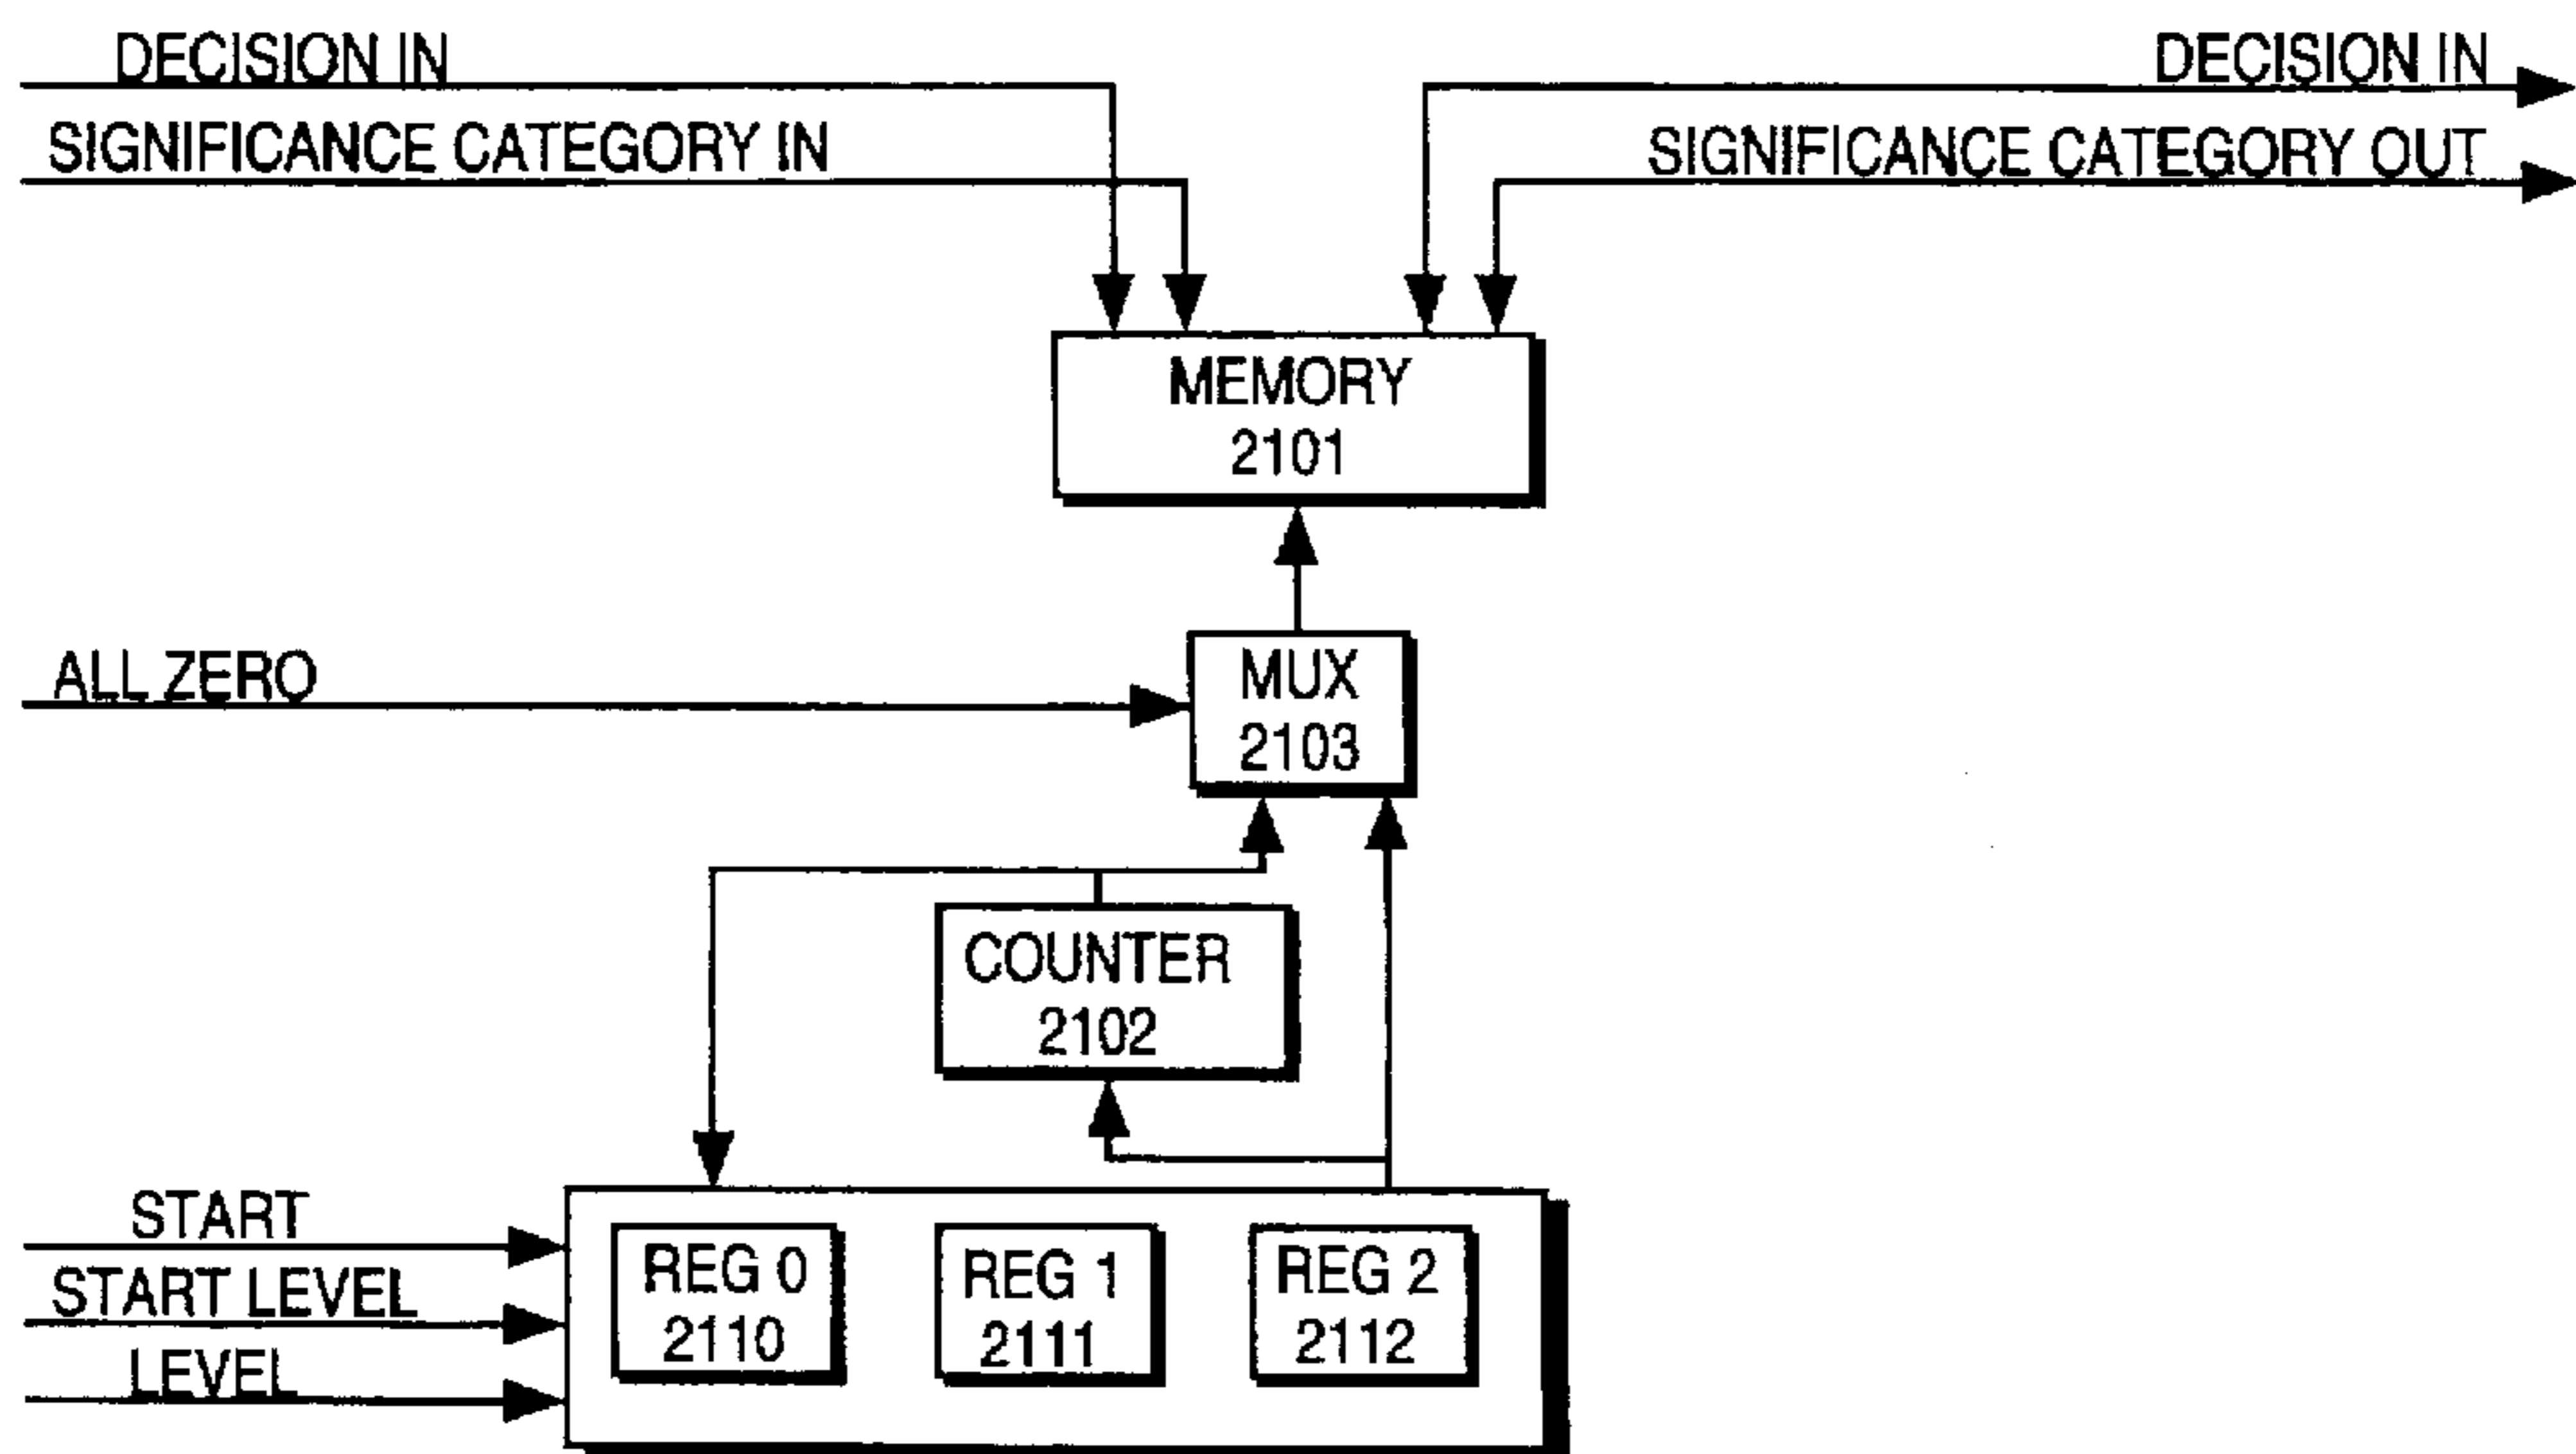 DECISION IN
DECISION IN
SIGNIFICANCE CATEGORY IN
SIGNIFICANCE CATEGORY OUT
MEMORY
2101
ALL ZERO
MUX
2103
COUNTER
2102
START
START LEVEL
LEVEL
REG 0
2110
REG 1
2111
REG 2
2112